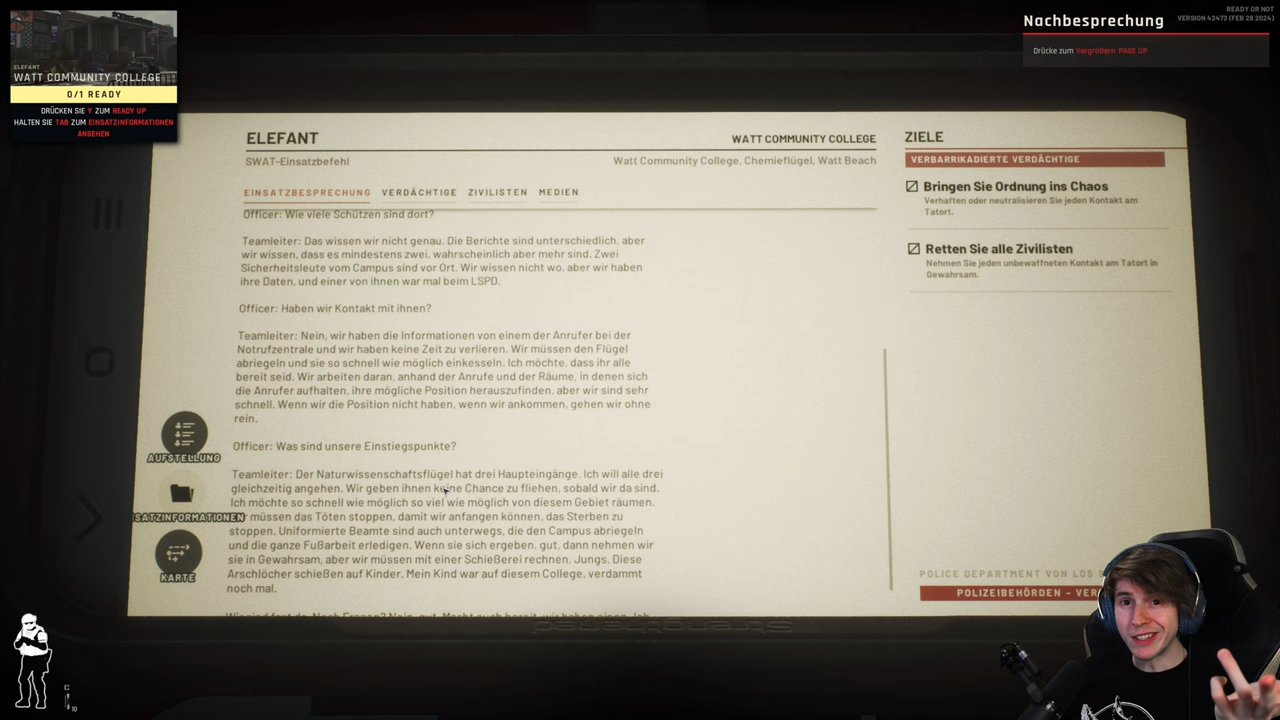 ELEFANT
WATT COMMUNITY COLLEGE
0/1 READY
DRÜCKEN SIE Y ZUM READY UP
HALTEN SIE TAB ZUM EINSATZINFORMATIONEN
ANSEHEN
READY OR NOT
VERSION 42473 (FEB 28 2024)
Nachbesprechung
Drücke zum Vergrößern PAGE UP
ELEFANT
WATT COMMUNITY COLLEGE
SWAT-Einsatzbefehl
Watt Community College, Chemieflügel, Watt Beach
EINSATZBESPRECHUNG VERDÄCHTIGE ZIVILISTEN MEDIEN
Officer: Wie viele Schützen sind dort?
Teamleiter: Das wissen wir nicht genau. Die Berichte sind unterschiedlich, aber
wir wissen, dass es mindestens zwei, wahrscheinlich aber mehr sind. Zwei
Sicherheitsleute vom Campus sind vor Ort. Wir wissen nicht wo, aber wir haben
ihre Daten, und einer von ihnen war mal beim LSPD.
Officer: Haben wir Kontakt mit ihnen?
Teamleiter: Nein, wir haben die Informationen von einem der Anrufer bei der
Notrufzentrale und wir haben keine Zeit zu verlieren. Wir müssen den Flügel
abriegeln und sie so schnell wie möglich einkesseln. Ich möchte, dass ihr alle
bereit seid. Wir arbeiten daran, anhand der Anrufe und der Räume, in denen sich
die Anrufer aufhalten, ihre mögliche Position herauszufinden, aber wir sind sehr
schnell. Wenn wir die Position nicht haben, wenn wir ankommen, gehen wir ohne
rein.
Officer: Was sind unsere Einstiegspunkte?
Teamleiter: Der Naturwissenschaftsflügel hat drei Haupteingänge. Ich will alle drei
gleichzeitig angehen. Wir geben ihnen keine Chance zu fliehen, sobald wir da sind.
Ich möchte so schnell wie möglich so viel wie möglich von diesem Gebiet räumen.
müssen das Töten stoppen, damit wir anfangen können, das Sterben zu
stoppen. Uniformierte Beamte sind auch unterwegs, die den Campus abriegeln
und die ganze Fußarbeit erledigen. Wenn sie sich ergeben, gut, dann nehmen wir
sie in Gewahrsam, aber wir müssen mit einer Schießerei rechnen, Jungs. Diese
Arschlöcher schießen auf Kinder. Mein Kind war auf diesem College, verdammt
noch mal.
ZIELE
VERBARRIKADIERTE VERDÄCHTIGE
Bringen Sie Ordnung ins Chaos
Verhaften oder neutralisieren Sie jeden Kontakt am
Tatort.
Retten Sie alle Zivilisten
Nehmen Sie jeden unbewaffneten Kontakt am Tatort in
Gewahrsam.
POLICE DEPARTMENT VON LOS
POLIZEIBEHÖRDEN - VER
AUFSTELLUNG
SATZINFORMATIONEN
KARTE
10